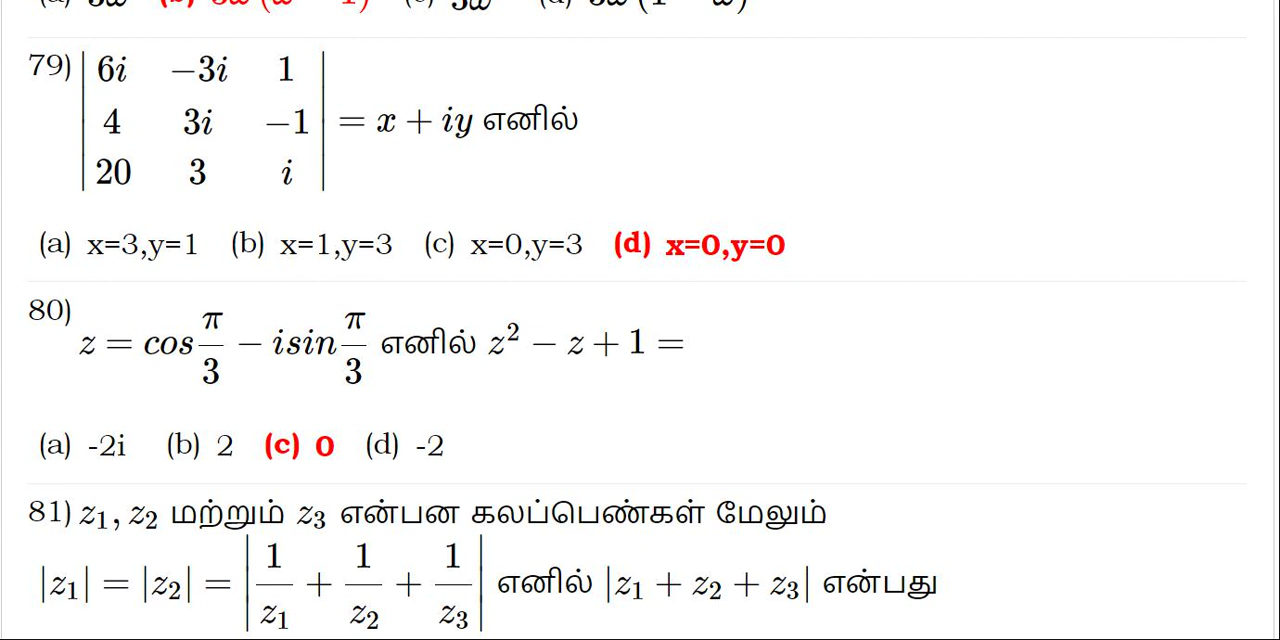 79) | 6i −3i 1 |
| 4 3i −1 | = x + iy எனில்
| 20 3 i |
(a) x=3,y=1 (b) x=1,y=3 (c) x=0,y=3 (d) x=0,y=0
80) z = cos π/3 − isin π/3 எனில் z² − z + 1 =
(a) -2i (b) 2 (c) 0 (d) -2
81) z₁, z₂ மற்றும் z₃ என்பன கலப்பெண்கள் மேலும்
|z₁| = |z₂| = | 1/z₁ + 1/z₂ + 1/z₃ | எனில் |z₁ + z₂ + z₃| என்பது